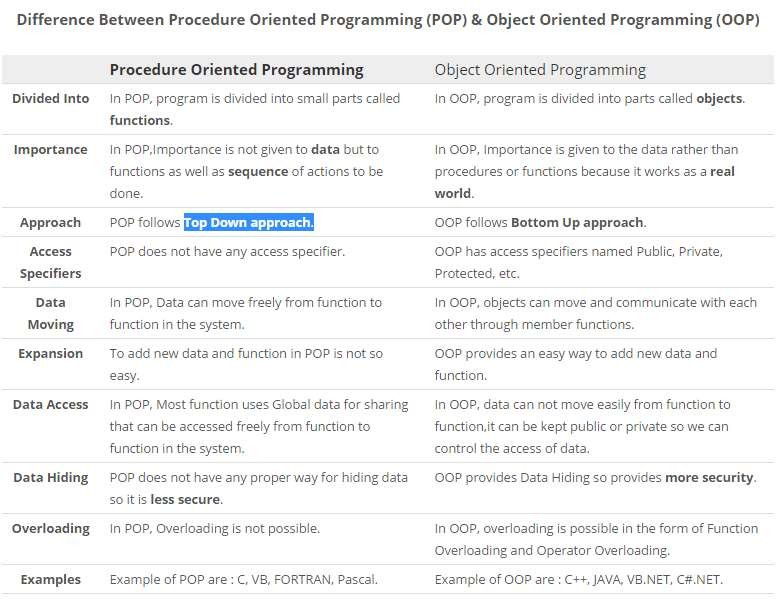 Difference Between Procedure Oriented Programming (POP) & Object Oriented Programming (OOP)
Procedure Oriented Programming
Object Oriented Programming
Divided Into
In POP, program is divided into small parts called
functions.
In OOP, program is divided into parts called objects.
Importance
In POP,Importance is not given to data but to
functions as well as sequence of actions to be
done.
In OOP, Importance is given to the data rather than
procedures or functions because it works as a real
world.
Approach
POP follows Top Down approach.
OOP follows Bottom Up approach.
Access
Specifiers
POP does not have any access specifier.
OOP has access specifiers named Public, Private,
Protected, etc.
Data
Moving
In POP, Data can move freely from function to
function in the system.
In OOP, objects can move and communicate with each
other through member functions.
Expansion
To add new data and function in POP is not so
easy.
OOP provides an easy way to add new data and
function.
Data Access
In POP, Most function uses Global data for sharing
that can be accessed freely from function to
function in the system.
In OOP, data can not move easily from function to
function,it can be kept public or private so we can
control the access of data.
Data Hiding
POP does not have any proper way for hiding data
so it is less secure.
OOP provides Data Hiding so provides more security.
Overloading
In POP, Overloading is not possible.
In OOP, overloading is possible in the form of Function
Overloading and Operator Overloading.
Examples
Example of POP are : C, VB, FORTRAN, Pascal.
Example of OOP are : C++, JAVA, VB.NET, C#.NET.